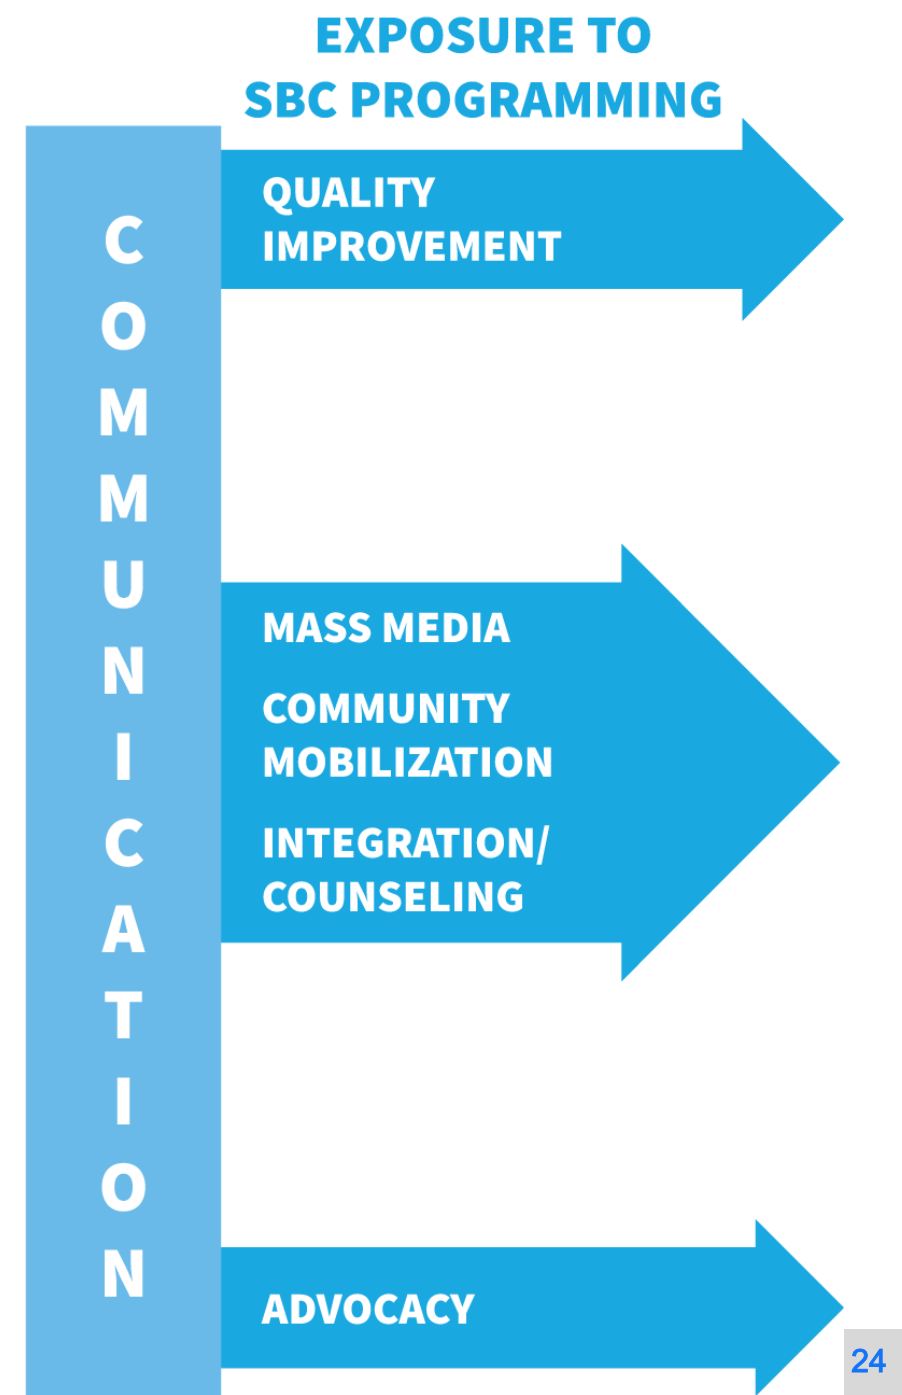 EXPOSURE TO
SBC PROGRAMMING
COMMUNICATION
QUALITY
IMPROVEMENT
MASS MEDIA
COMMUNITY
MOBILIZATION
INTEGRATION/
COUNSELING
ADVOCACY
24